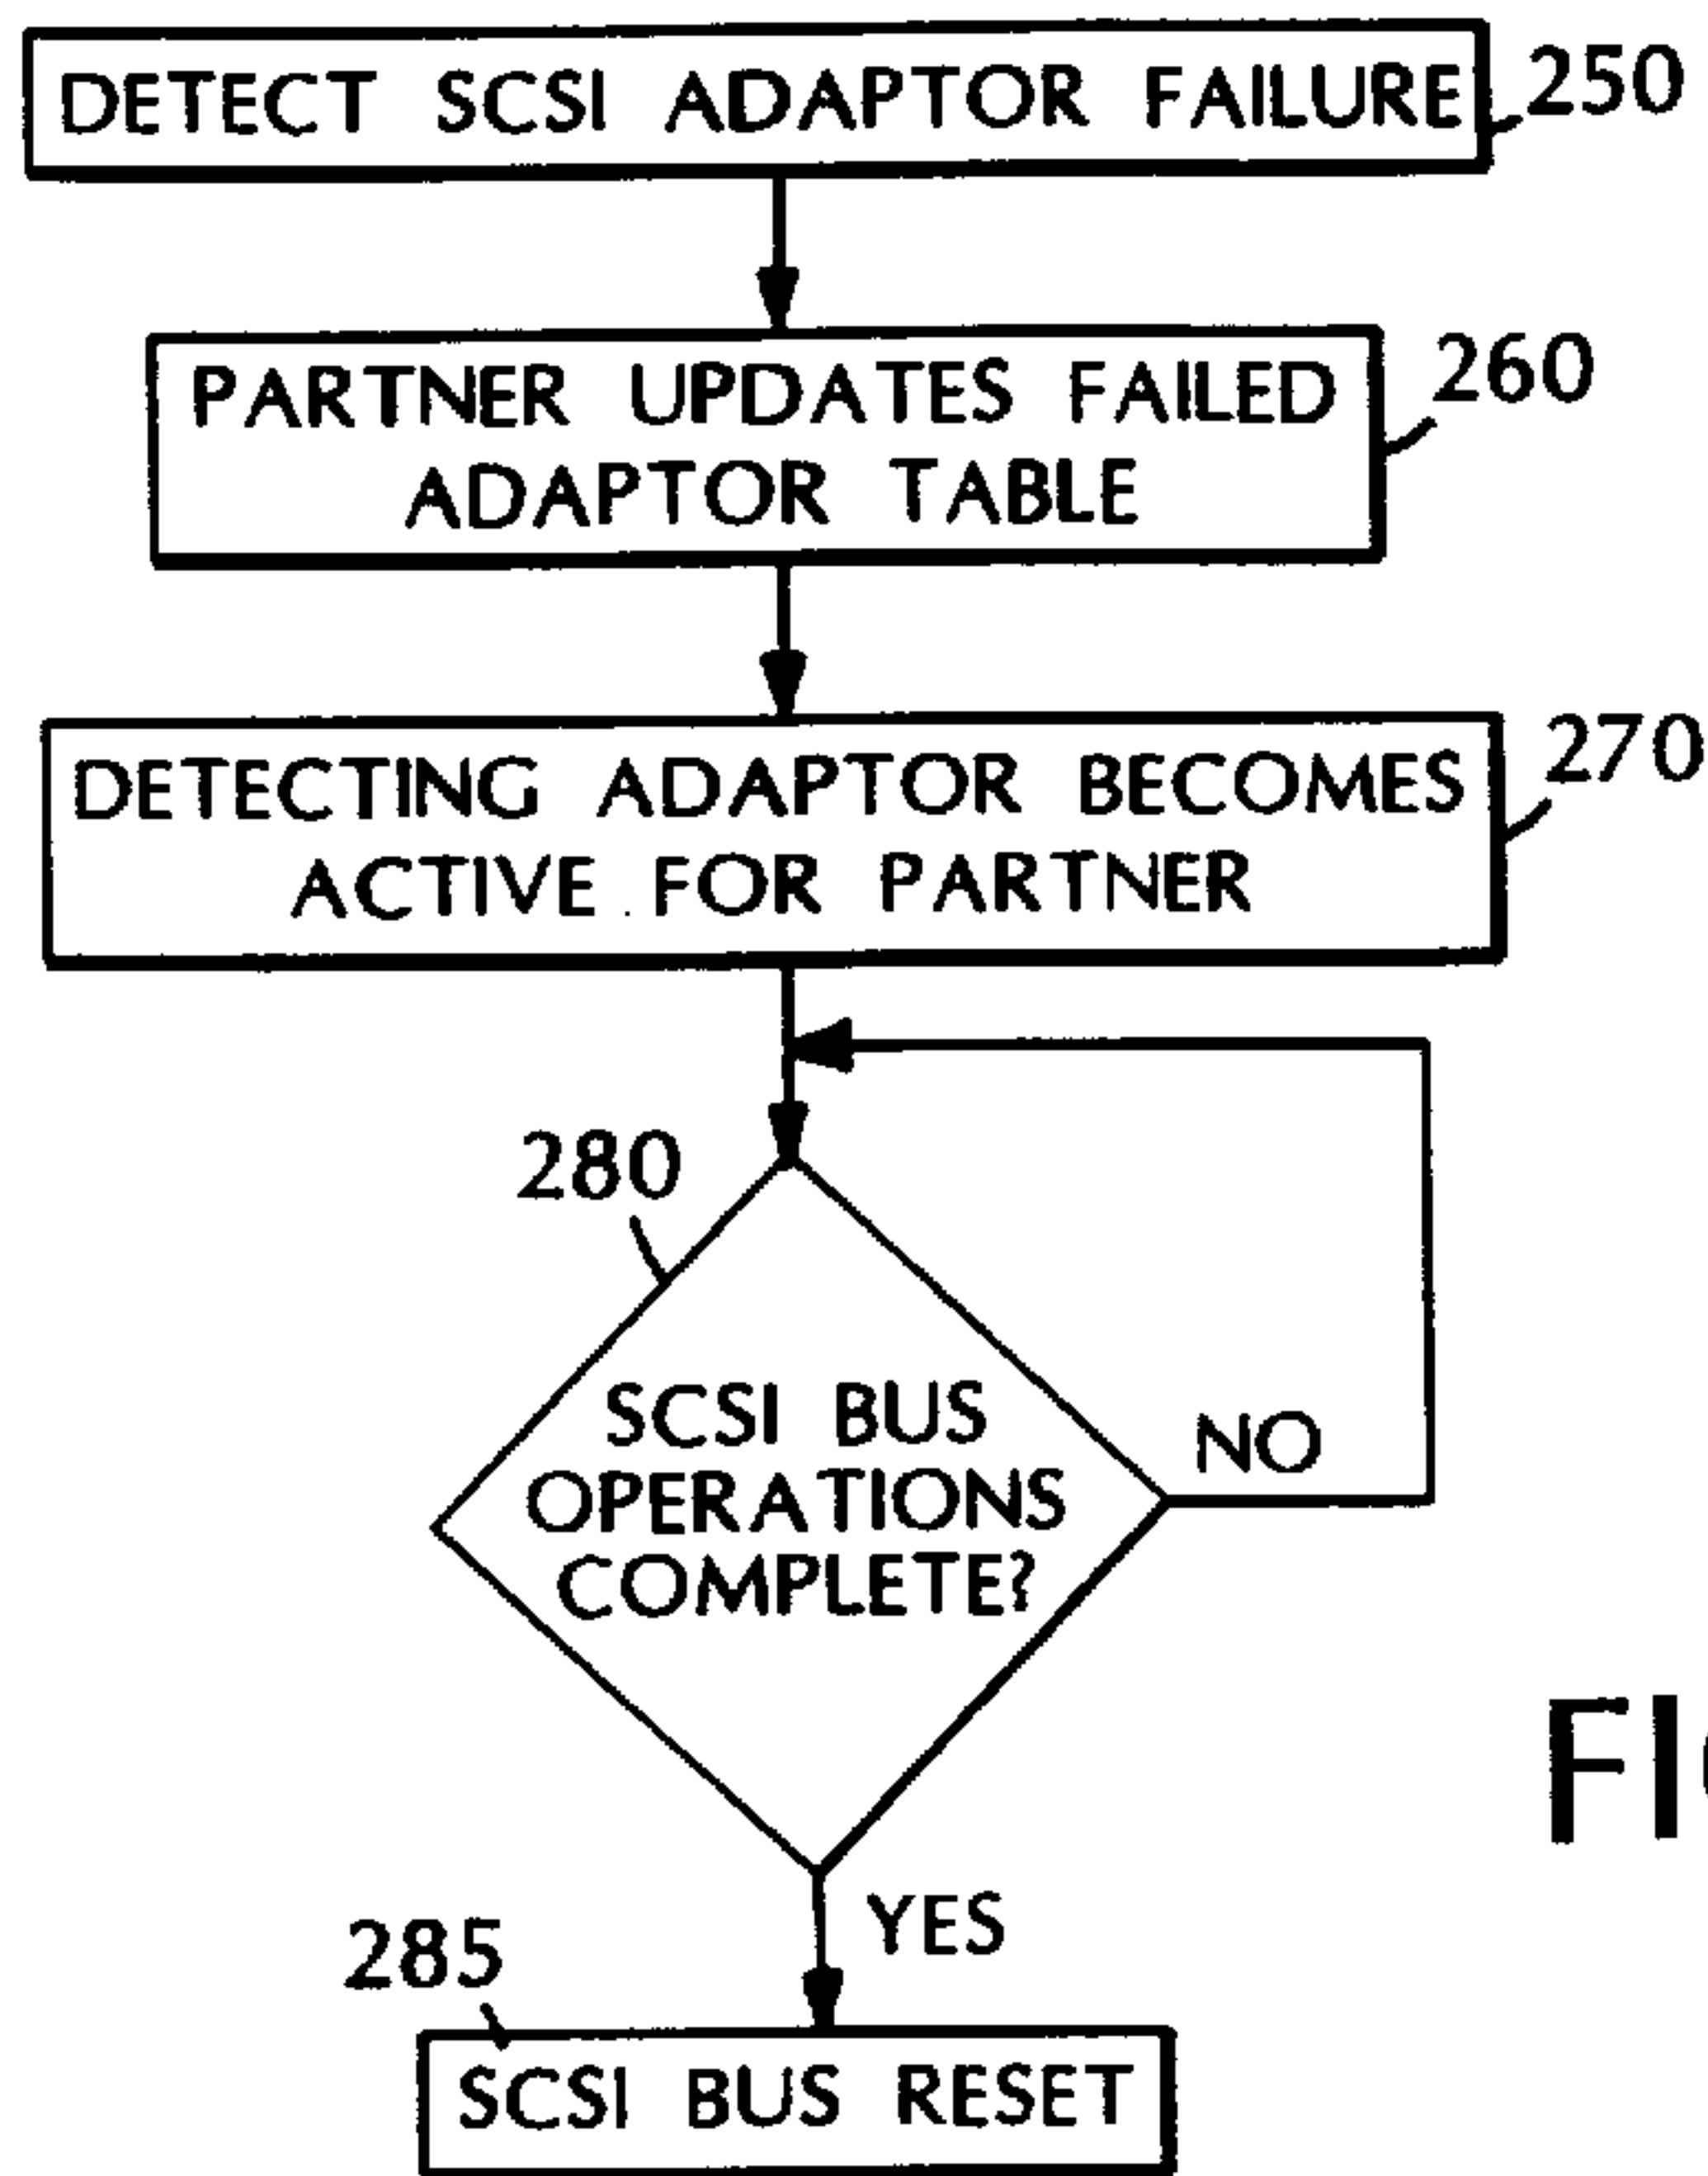 DETECT SCSI ADAPTOR FAILURE
250
PARTNER UPDATES FAILED
ADAPTOR TABLE
260
DETECTING ADAPTOR BECOMES
ACTIVE . FOR PARTNER
270
280
SCSI BUS
OPERATIONS
COMPLETE?
NO
YES
285
SCSI BUS RESET